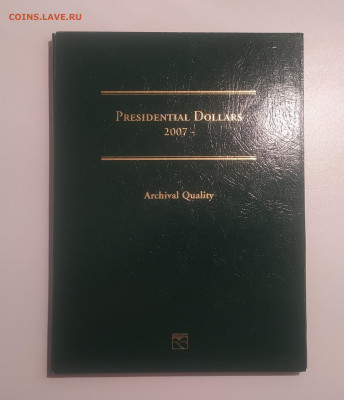 COINS.LAVE.RU
PRESIDENTIAL DOLLARS
2007 -
Archival Quality